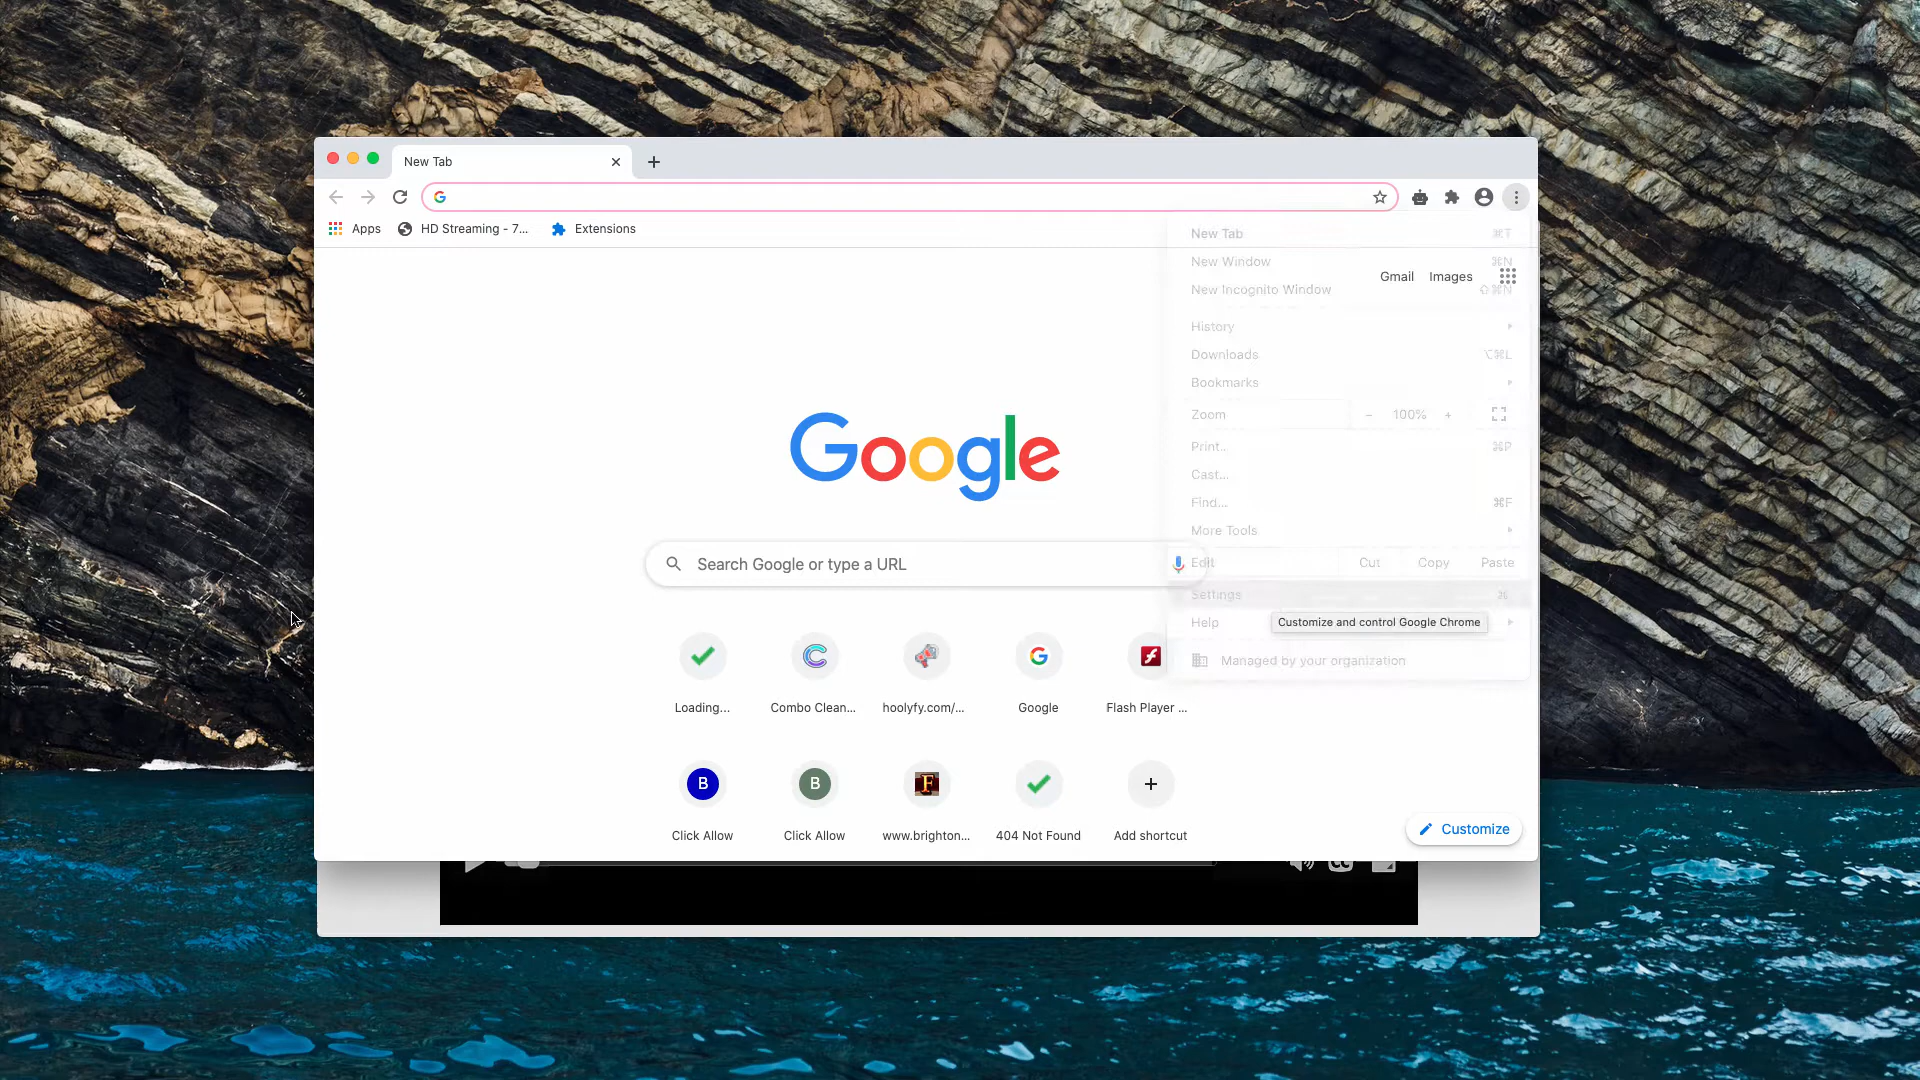 New Tab
Apps
HD Streaming - 7...
Extensions
New Tab ⌘T
New Window ⌘N
Gmail Images
New Incognito Window ⇧⌘N
History
Downloads ⌥⌘L
Bookmarks
Zoom − 100% +
Print.. ⌘P
Cast...
Find... ⌘F
More Tools
Edit Cut Copy Paste
Settings ⌘
Help
Customize and control Google Chrome
Managed by your organization
Google
Search Google or type a URL
Loading...
Combo Clean...
hoolyfy.com/...
Google
Flash Player ...
B
B
F
Click Allow
Click Allow
www.brighton...
404 Not Found
Add shortcut
Customize
CC